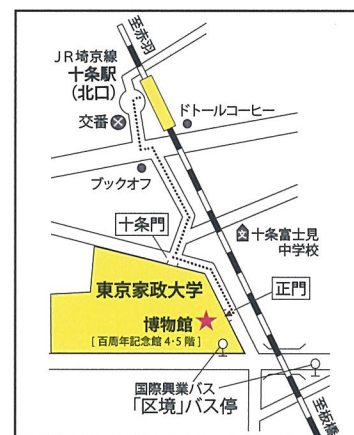 至赤羽
JR埼京線
十条駅
(北口)
交番
ドトールコーヒー
ブックオフ
十条門
文
十条富士見
中学校
東京家政大学
正門
博物館
[百周年記念館4・5階]
国際興業バス
「区境」バス停
至板橋